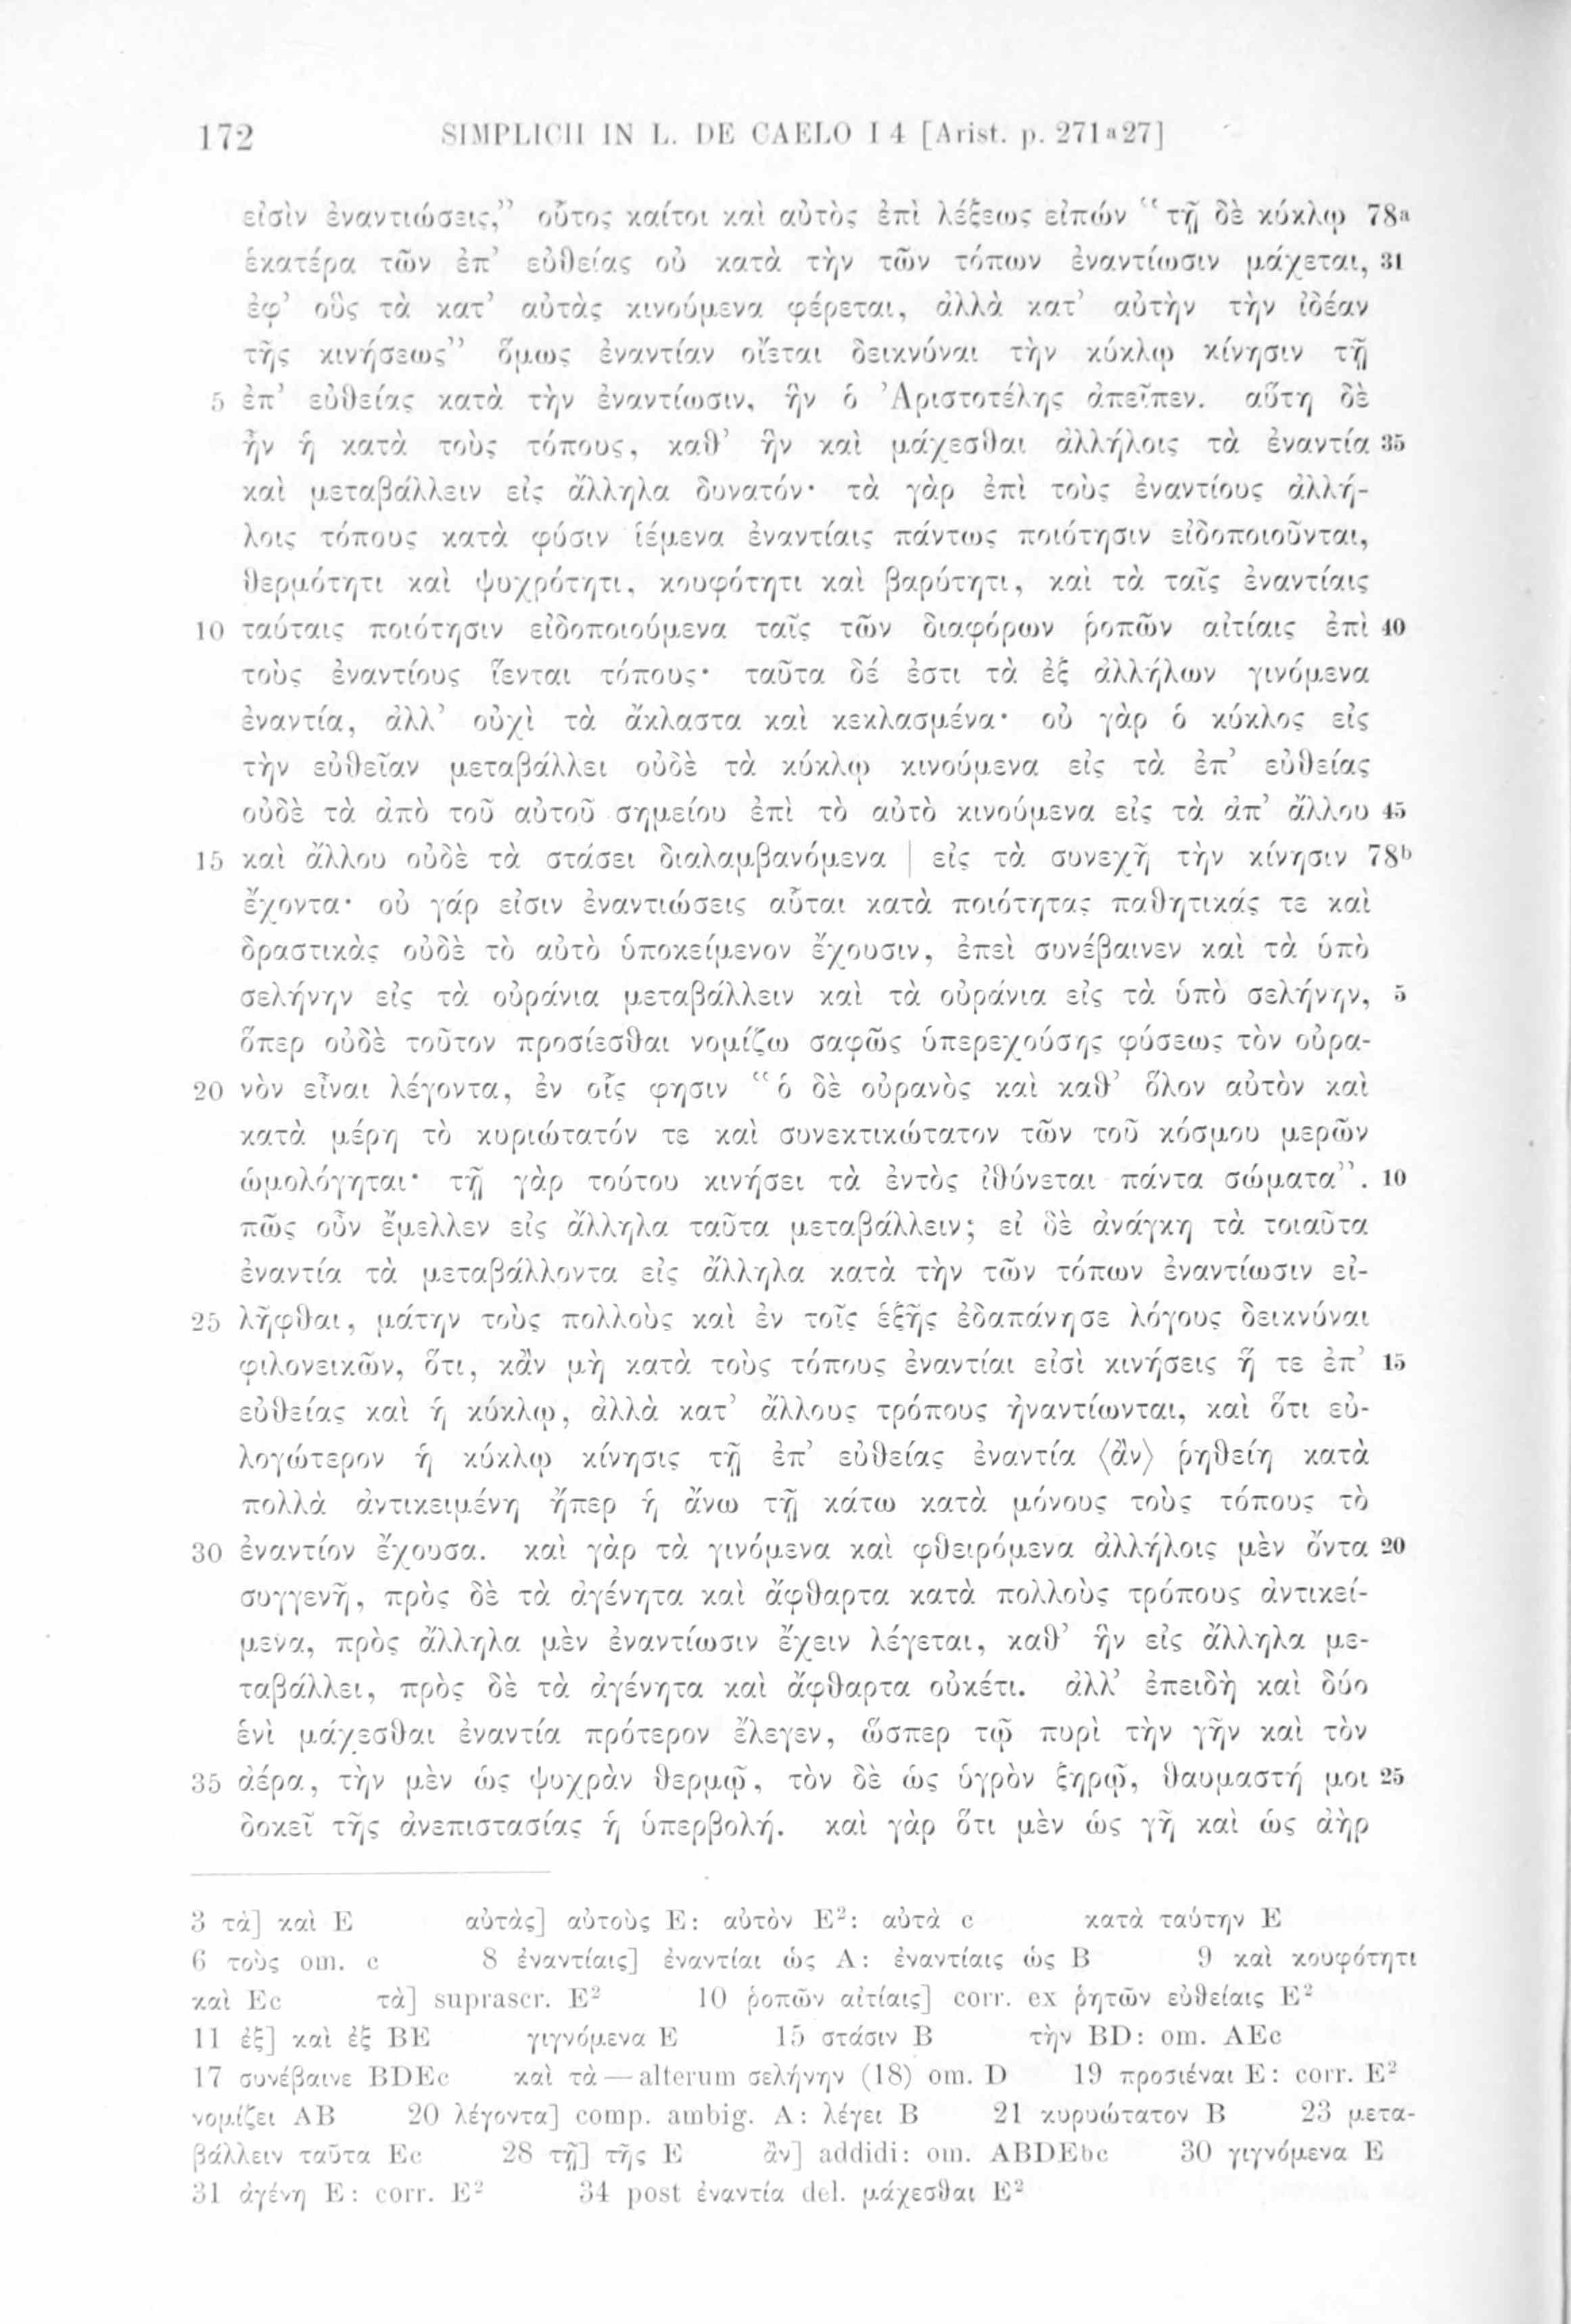 172 SIMPLICII IN L. DE CAELO I 4 [Arist. p. 271ª27]
εἰσὶν ἐναντιώσεις,” οὗτος καίτοι καὶ αὐτὸς ἐπὶ λέξεως εἰπών “τῇ δὲ κύκλῳ 78ª
ἑκατέρα τῶν ἐπ’ εὐθείας οὐ κατὰ τὴν τῶν τόπων ἐναντίωσιν μάχεται, 31
ἐφ’ οὓς τὰ κατ’ αὐτὰς κινούμενα φέρεται, ἀλλὰ κατ’ αὐτὴν τὴν ἰδέαν
τῆς κινήσεως” ὅμως ἐναντίαν οἴεται δεικνύναι τὴν κύκλῳ κίνησιν τῇ
5 ἐπ’ εὐθείας κατὰ τὴν ἐναντίωσιν, ἣν ὁ Ἀριστοτέλης ἀπεῖπεν. αὕτη δὲ
ἦν ἡ κατὰ τοὺς τόπους, καθ’ ἣν καὶ μάχεσθαι ἀλλήλοις τὰ ἐναντία 35
καὶ μεταβάλλειν εἰς ἄλληλα δυνατόν· τὰ γὰρ ἐπὶ τοὺς ἐναντίους ἀλλή-
λοις τόπους κατὰ φύσιν ἱέμενα ἐναντίαις πάντως ποιότησιν εἰδοποιοῦνται,
θερμότητι καὶ ψυχρότητι, κουφότητι καὶ βαρύτητι, καὶ τὰ ταῖς ἐναντίαις
10 ταύταις ποιότησιν εἰδοποιούμενα ταῖς τῶν διαφόρων ῥοπῶν αἰτίαις ἐπὶ 40
τοὺς ἐναντίους ἵενται τόπους· ταῦτα δέ ἐστι τὰ ἐξ ἀλλήλων γινόμενα
ἐναντία, ἀλλ’ οὐχὶ τὰ ἄκλαστα καὶ κεκλασμένα· οὐ γὰρ ὁ κύκλος εἰς
τὴν εὐθεῖαν μεταβάλλει οὐδὲ τὰ κύκλῳ κινούμενα εἰς τὰ ἐπ’ εὐθείας
οὐδὲ τὰ ἀπὸ τοῦ αὐτοῦ σημείου ἐπὶ τὸ αὐτὸ κινούμενα εἰς τὰ ἀπ’ ἄλλου 45
15 καὶ ἄλλου οὐδὲ τὰ στάσει διαλαμβανόμενα | εἰς τὰ συνεχῆ τὴν κίνησιν 78ᵇ
ἔχοντα· οὐ γάρ εἰσιν ἐναντιώσεις αὗται κατὰ ποιότητας παθητικάς τε καὶ
δραστικὰς οὐδὲ τὸ αὐτὸ ὑποκείμενον ἔχουσιν, ἐπεὶ συνέβαινεν καὶ τὰ ὑπὸ
σελήνην εἰς τὰ οὐράνια μεταβάλλειν καὶ τὰ οὐράνια εἰς τὰ ὑπὸ σελήνην, 5
ὅπερ οὐδὲ τοῦτον προσίεσθαι νομίζω σαφῶς ὑπερεχούσης φύσεως τὸν οὐρα-
20 νὸν εἶναι λέγοντα, ἐν οἷς φησιν “ὁ δὲ οὐρανὸς καὶ καθ’ ὅλον αὐτὸν καὶ
κατὰ μέρη τὸ κυριώτατόν τε καὶ συνεκτικώτατον τῶν τοῦ κόσμου μερῶν
ὡμολόγηται· τῇ γὰρ τούτου κινήσει τὰ ἐντὸς ἰθύνεται πάντα σώματα”. 10
πῶς οὖν ἔμελλεν εἰς ἄλληλα ταῦτα μεταβάλλειν; εἰ δὲ ἀνάγκη τὰ τοιαῦτα
ἐναντία τὰ μεταβάλλοντα εἰς ἄλληλα κατὰ τὴν τῶν τόπων ἐναντίωσιν εἰ-
25 λῆφθαι, μάτην τοὺς πολλοὺς καὶ ἐν τοῖς ἑξῆς ἐδαπάνησε λόγους δεικνύναι
φιλονεικῶν, ὅτι, κἂν μὴ κατὰ τοὺς τόπους ἐναντίαι εἰσὶ κινήσεις ἥ τε ἐπ’ 15
εὐθείας καὶ ἡ κύκλῳ, ἀλλὰ κατ’ ἄλλους τρόπους ἠναντίωνται, καὶ ὅτι εὐ-
λογώτερον ἡ κύκλῳ κίνησις τῇ ἐπ’ εὐθείας ἐναντία ⟨ἂν⟩ ῥηθείη κατὰ
πολλὰ ἀντικειμένη ἤπερ ἡ ἄνω τῇ κάτω κατὰ μόνους τοὺς τόπους τὸ
30 ἐναντίον ἔχουσα. καὶ γὰρ τὰ γινόμενα καὶ φθειρόμενα ἀλλήλοις μὲν ὄντα 20
συγγενῆ, πρὸς δὲ τὰ ἀγένητα καὶ ἄφθαρτα κατὰ πολλοὺς τρόπους ἀντικεί-
μενα, πρὸς ἄλληλα μὲν ἐναντίωσιν ἔχειν λέγεται, καθ’ ἣν εἰς ἄλληλα με-
ταβάλλει, πρὸς δὲ τὰ ἀγένητα καὶ ἄφθαρτα οὐκέτι. ἀλλ’ ἐπειδὴ καὶ δύο
ἑνὶ μάχεσθαι ἐναντία πρότερον ἔλεγεν, ὥσπερ τῷ πυρὶ τὴν γῆν καὶ τὸν
35 ἀέρα, τὴν μὲν ὡς ψυχρὰν θερμῷ, τὸν δὲ ὡς ὑγρὸν ξηρῷ, θαυμαστή μοι 25
δοκεῖ τῆς ἀνεπιστασίας ἡ ὑπερβολή. καὶ γὰρ ὅτι μὲν ὡς γῆ καὶ ὡς ἀὴρ
3 τὰ] καὶ E αὐτὰς] αὐτοὺς E: αὐτὸν E²: αὐτὰ c κατὰ ταύτην E
6 τοὺς om. c 8 ἐναντίαις] ἐναντίαι ὡς A: ἐναντίαις ὡς B 9 καὶ κουφότητι
καὶ Ec τὰ] suprascr. E² 10 ῥοπῶν αἰτίαις] corr. ex ῥητῶν εὐθείαις E²
11 ἐξ] καὶ ἐξ BE γιγνόμενα E 15 στάσιν B τὴν BD: om. AEc
17 συνέβαινε BDEc καὶ τὰ — alterum σελήνην (18) om. D 19 προσιέναι E: corr. E²
νομίζει AB 20 λέγοντα] comp. ambig. A: λέγει B 21 κυρυώτατον B 23 μετα-
βάλλειν ταῦτα Ec 28 τῇ] τῆς E ἂν] addidi: om. ABDEbc 30 γιγνόμενα E
31 ἀγένη E: corr. E² 34 post ἐναντία del. μάχεσθαι E²